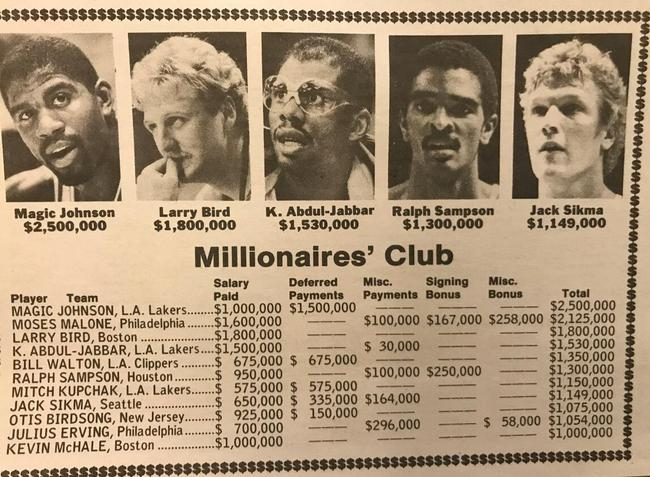 Magic Johnson Larry Bird K. Abdul-Jabbar Ralph Sampson Jack Sikma
$2,500,000 $1,800,000 $1,530,000 $1,300,000 $1,149,000
Millionaires' Club
Salary Deferred Misc. Signing Misc.
Player Team Paid Payments Payments Bonus Bonus Total
MAGIC JOHNSON, L.A. Lakers........$1,000,000 $1,500,000 —— —— —— $2,500,000
MOSES MALONE, Philadelphia......$1,600,000 —— $100,000 $167,000 $258,000 $2,125,000
LARRY BIRD, Boston..................$1,800,000 —— —— —— —— $1,800,000
K. ABDUL-JABBAR, L.A. Lakers....$1,500,000 —— $ 30,000 —— —— $1,530,000
BILL WALTON, L.A. Clippers........$ 675,000 $ 675,000 —— —— —— $1,350,000
RALPH SAMPSON, Houston..........$ 950,000 —— $100,000 $250,000 —— $1,300,000
MITCH KUPCHAK, L.A. Lakers......$ 575,000 $ 575,000 —— —— —— $1,150,000
JACK SIKMA, Seattle..................$ 650,000 $ 335,000 $164,000 —— —— $1,149,000
OTIS BIRDSONG, New Jersey......$ 925,000 $ 150,000 —— —— —— $1,075,000
JULIUS ERVING, Philadelphia......$ 700,000 —— $296,000 —— $ 58,000 $1,054,000
KEVIN McHALE, Boston..............$1,000,000 —— —— —— —— $1,000,000